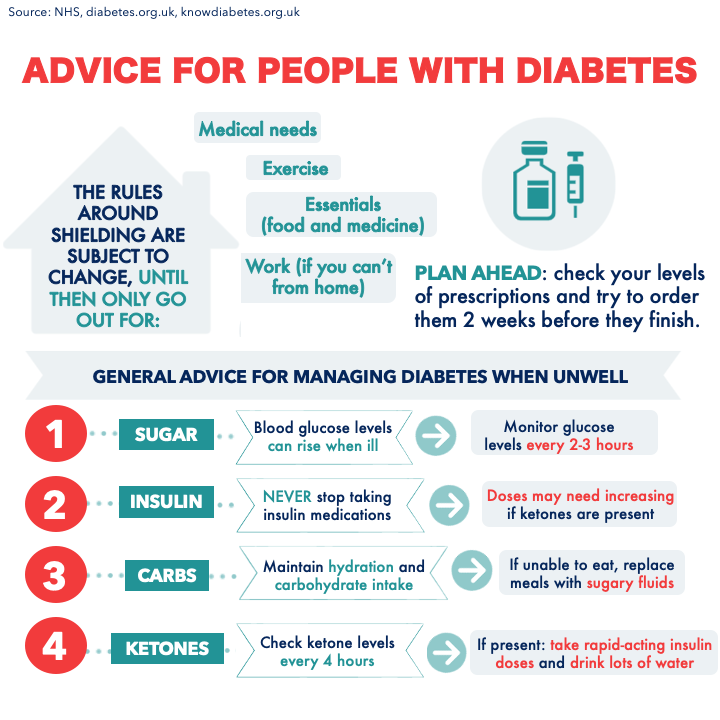 Source: NHS, diabetes.org.uk, knowdiabetes.org.uk
ADVICE FOR PEOPLE WITH DIABETES
THE RULES
AROUND
SHIELDING ARE
SUBJECT TO
CHANGE, UNTIL
THEN ONLY GO
OUT FOR:
Medical needs
Exercise
Essentials
(food and medicine)
Work (if you can't
from home)
PLAN AHEAD: check your levels
of prescriptions and try to order
them 2 weeks before they finish.
GENERAL ADVICE FOR MANAGING DIABETES WHEN UNWELL
1
SUGAR
Blood glucose levels
can rise when ill
Monitor glucose
levels every 2-3 hours
2
INSULIN
NEVER stop taking
insulin medications
Doses may need increasing
if ketones are present
3
CARBS
Maintain hydration and
carbohydrate intake
If unable to eat, replace
meals with sugary fluids
4
KETONES
Check ketone levels
every 4 hours
If present: take rapid-acting insulin
doses and drink lots of water